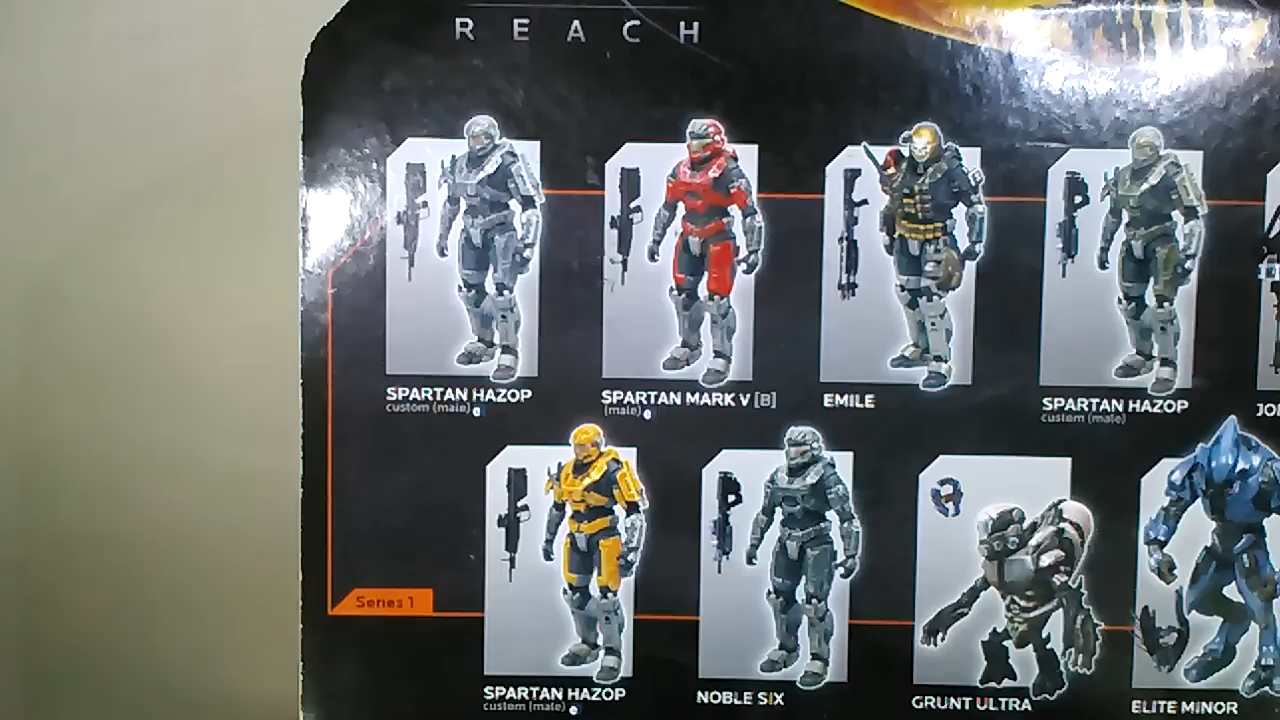 REACH
SPARTAN HAZOP
custom (male)
SPARTAN MARK V [B]
(male)
EMILE
SPARTAN HAZOP
custom (male)
Series 1
SPARTAN HAZOP
custom (male)
NOBLE SIX
GRUNT ULTRA
ELITE MINOR